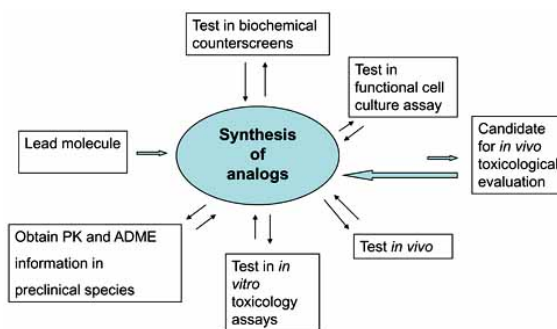 Test in biochemical
counterscreens
Test in
functional cell
culture assay
Synthesis
of
analogs
Lead molecule
Candidate
for in vivo
toxicological
evaluation
Obtain PK and ADME
information in
preclinical species
Test in in
vitro
toxicology
assays
Test in vivo